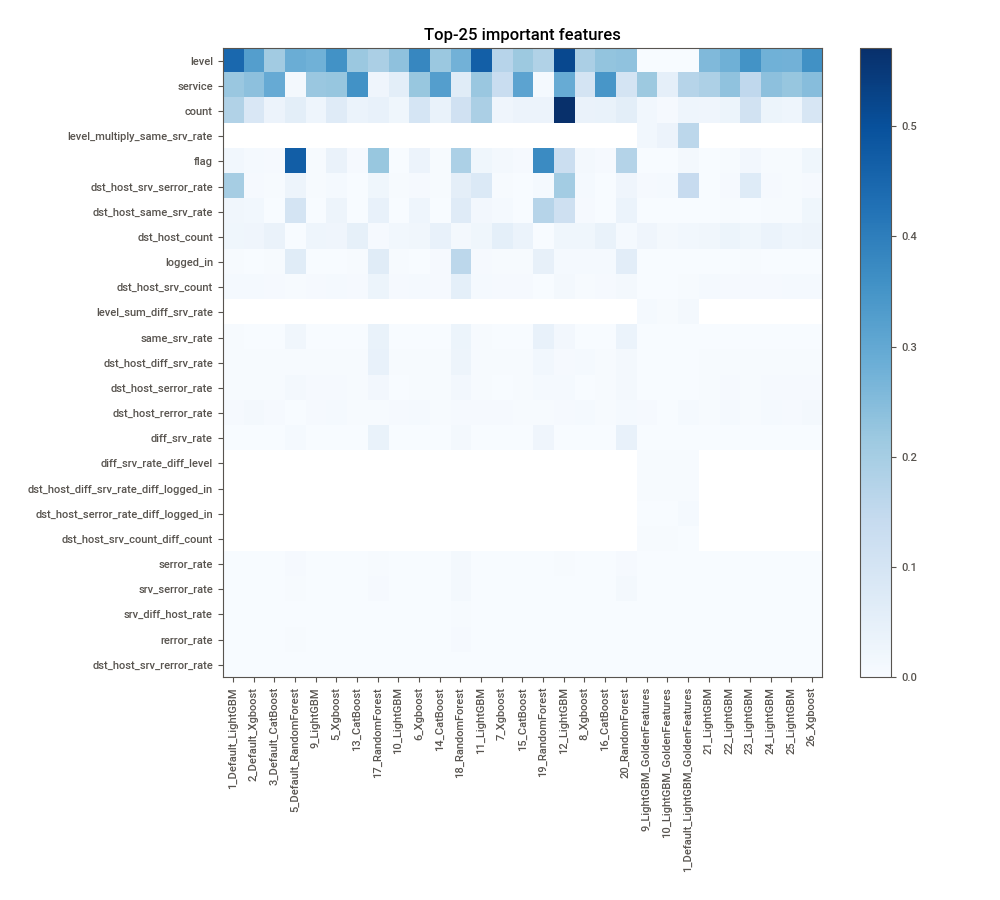 Top-25 important features
level
service
count
level_multiply_same_srv_rate
flag
dst_host_srv_serror_rate
dst_host_same_srv_rate
dst_host_count
logged_in
dst_host_srv_count
level_sum_diff_srv_rate
same_srv_rate
dst_host_diff_srv_rate
dst_host_serror_rate
dst_host_rerror_rate
diff_srv_rate
diff_srv_rate_diff_level
dst_host_diff_srv_rate_diff_logged_in
dst_host_serror_rate_diff_logged_in
dst_host_srv_count_diff_count
serror_rate
srv_serror_rate
srv_diff_host_rate
rerror_rate
dst_host_srv_rerror_rate
1_Default_LightGBM
2_Default_Xgboost
3_Default_CatBoost
5_Default_RandomForest
9_LightGBM
5_Xgboost
13_CatBoost
17_RandomForest
10_LightGBM
6_Xgboost
14_CatBoost
18_RandomForest
11_LightGBM
7_Xgboost
15_CatBoost
19_RandomForest
12_LightGBM
8_Xgboost
16_CatBoost
20_RandomForest
9_LightGBM_GoldenFeatures
10_LightGBM_GoldenFeatures
1_Default_LightGBM_GoldenFeatures
21_LightGBM
22_LightGBM
23_LightGBM
24_LightGBM
25_LightGBM
26_Xgboost
0.5
0.4
0.3
0.2
0.1
0.0